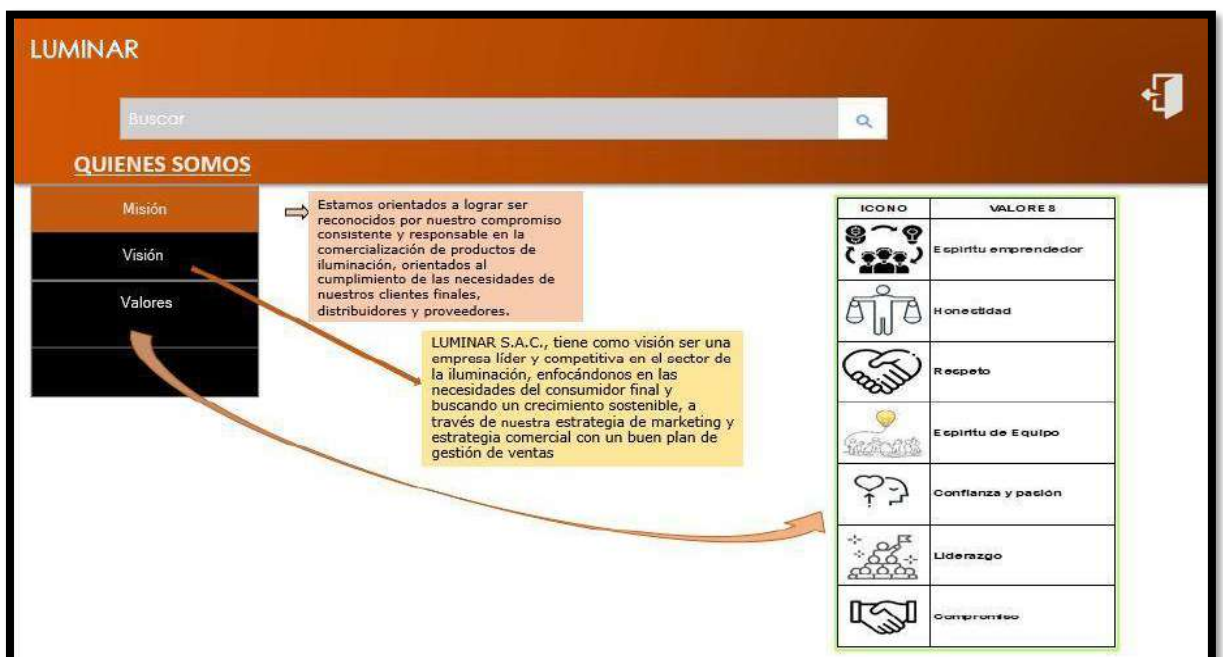 LUMINAR
Buscar
QUIENES SOMOS
Misión
Visión
Valores
Estamos orientados a lograr ser
reconocidos por nuestro compromiso
consistente y responsable en la
comercialización de productos de
iluminación, orientados al
cumplimiento de las necesidades de
nuestros clientes finales,
distribuidores y proveedores.
LUMINAR S.A.C., tiene como visión ser una
empresa líder y competitiva en el sector de
la iluminación, enfocándonos en las
necesidades del consumidor final y
buscando un crecimiento sostenible, a
través de nuestra estrategia de marketing y
estrategia comercial con un buen plan de
gestión de ventas
ICONO VALORES
Espíritu emprendedor
Honestidad
Respeto
Espíritu de Equipo
Confianza y pasión
Liderazgo
Compromiso